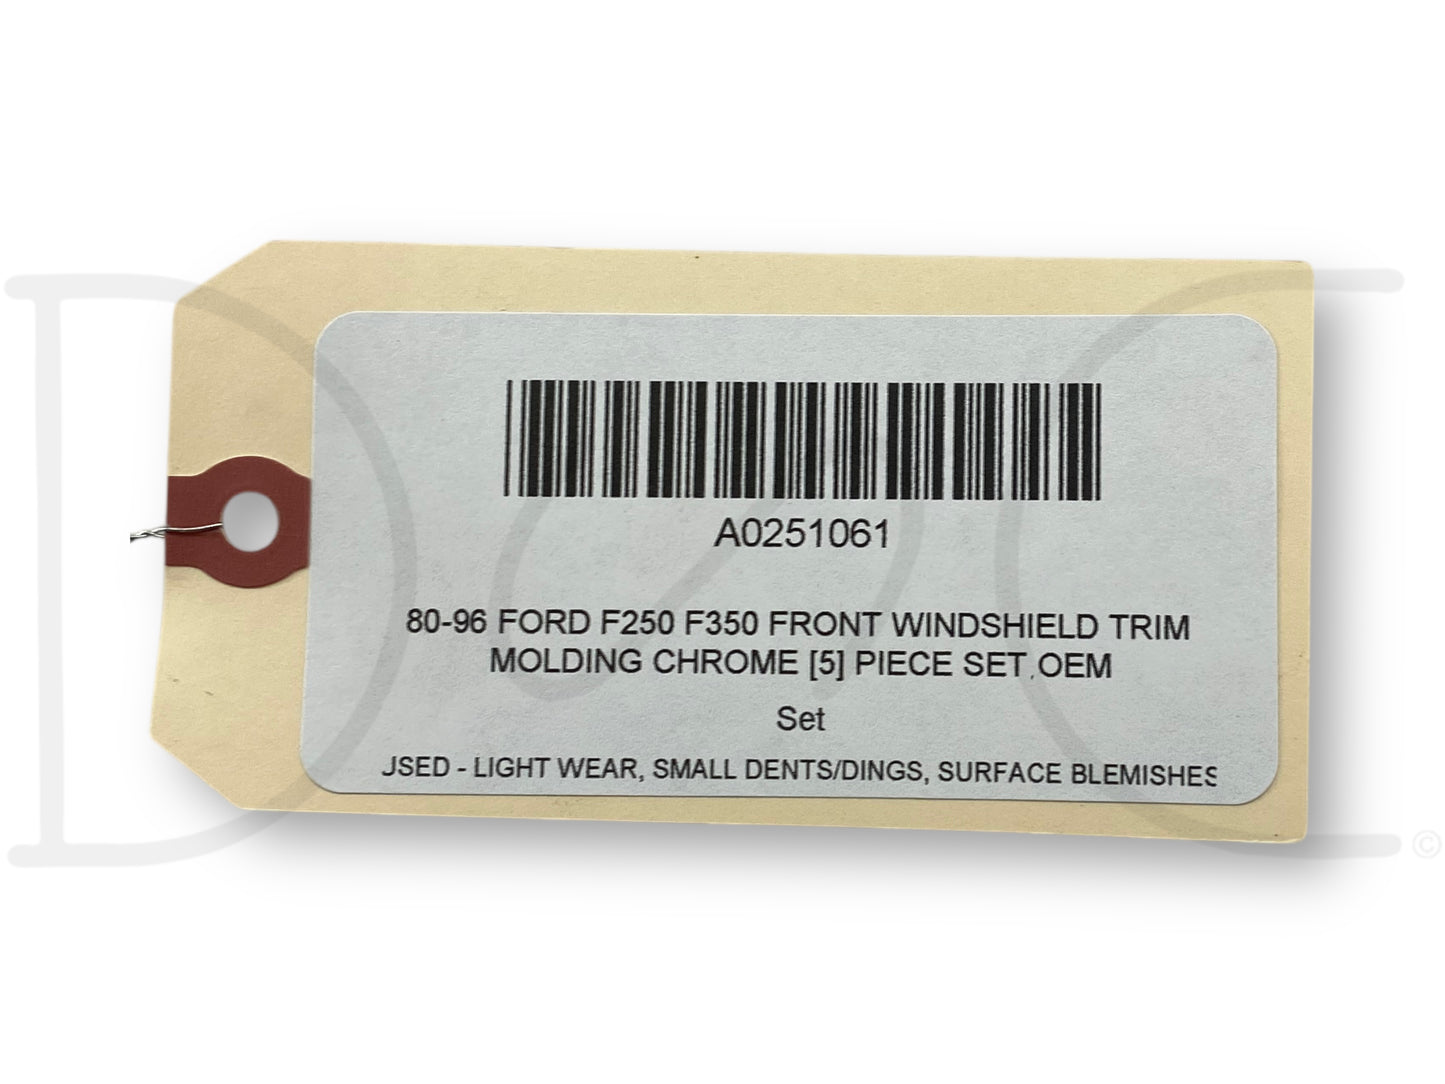 A0251061
80-96 FORD F250 F350 FRONT WINDSHIELD TRIM
MOLDING CHROME [5] PIECE SET OEM
Set
JSED - LIGHT WEAR, SMALL DENTS/DINGS, SURFACE BLEMISHES
©